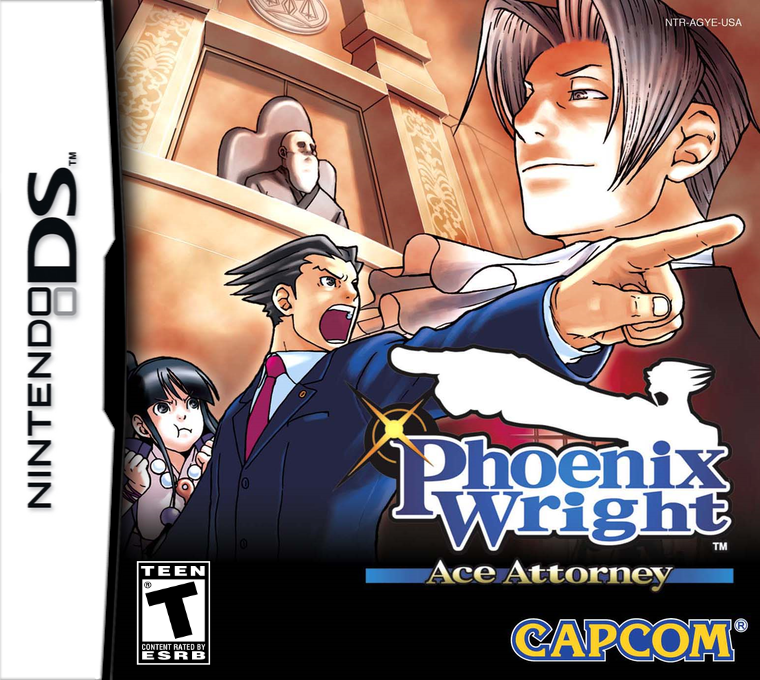 NTR-AGYE-USA
NINTENDO DS™
Phoenix
Wright™
Ace Attorney
TEEN
®
T
CONTENT RATED BY
ESRB
CAPCOM®